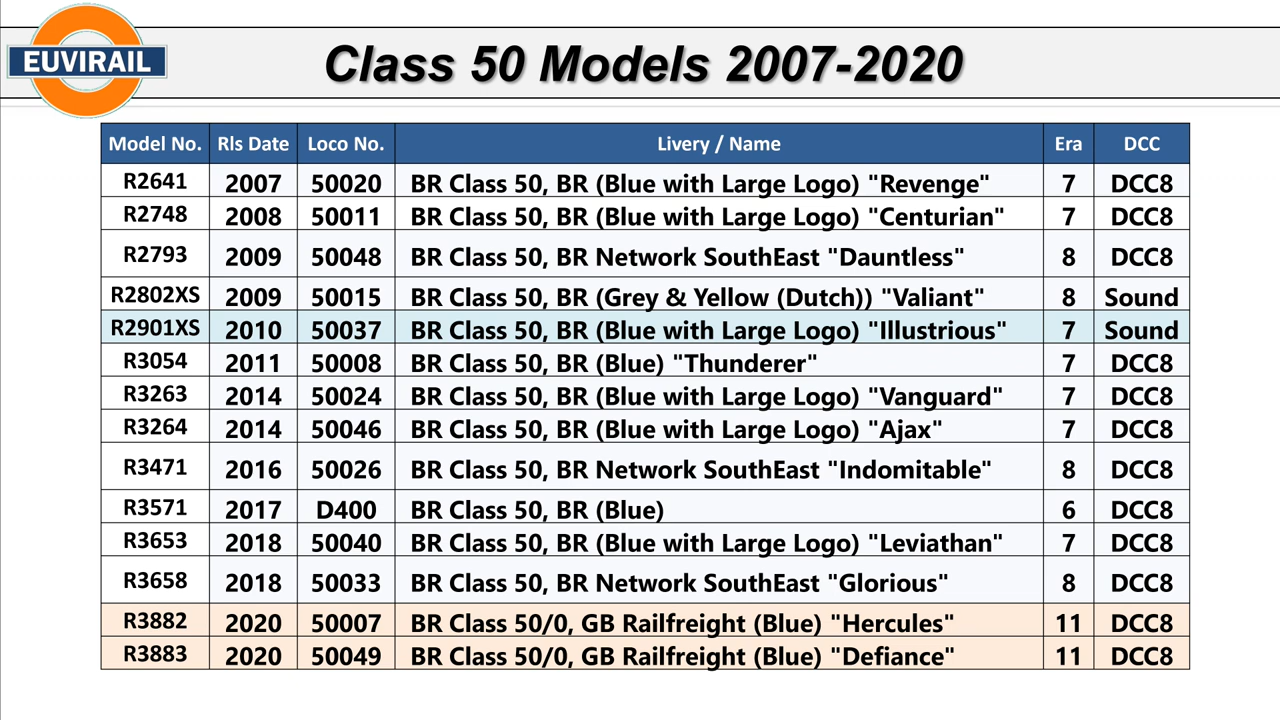 EUVIRAIL
Class 50 Models 2007-2020
Model No. Rls Date Loco No. Livery / Name Era DCC
R2641 2007 50020 BR Class 50, BR (Blue with Large Logo) "Revenge" 7 DCC8
R2748 2008 50011 BR Class 50, BR (Blue with Large Logo) "Centurian" 7 DCC8
R2793 2009 50048 BR Class 50, BR Network SouthEast "Dauntless" 8 DCC8
R2802XS 2009 50015 BR Class 50, BR (Grey & Yellow (Dutch)) "Valiant" 8 Sound
R2901XS 2010 50037 BR Class 50, BR (Blue with Large Logo) "Illustrious" 7 Sound
R3054 2011 50008 BR Class 50, BR (Blue) "Thunderer" 7 DCC8
R3263 2014 50024 BR Class 50, BR (Blue with Large Logo) "Vanguard" 7 DCC8
R3264 2014 50046 BR Class 50, BR (Blue with Large Logo) "Ajax" 7 DCC8
R3471 2016 50026 BR Class 50, BR Network SouthEast "Indomitable" 8 DCC8
R3571 2017 D400 BR Class 50, BR (Blue) 6 DCC8
R3653 2018 50040 BR Class 50, BR (Blue with Large Logo) "Leviathan" 7 DCC8
R3658 2018 50033 BR Class 50, BR Network SouthEast "Glorious" 8 DCC8
R3882 2020 50007 BR Class 50/0, GB Railfreight (Blue) "Hercules" 11 DCC8
R3883 2020 50049 BR Class 50/0, GB Railfreight (Blue) "Defiance" 11 DCC8